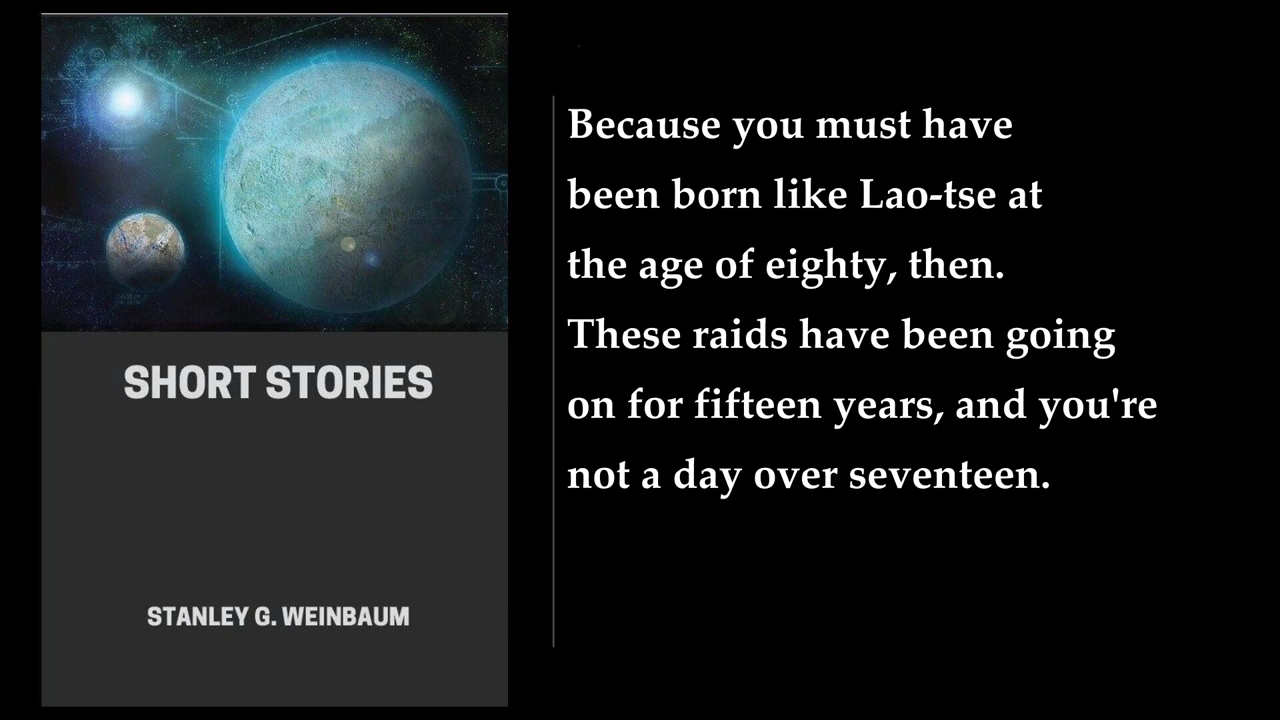 SHORT STORIES
STANLEY G. WEINBAUM
Because you must have
been born like Lao-tse at
the age of eighty, then.
These raids have been going
on for fifteen years, and you're
not a day over seventeen.